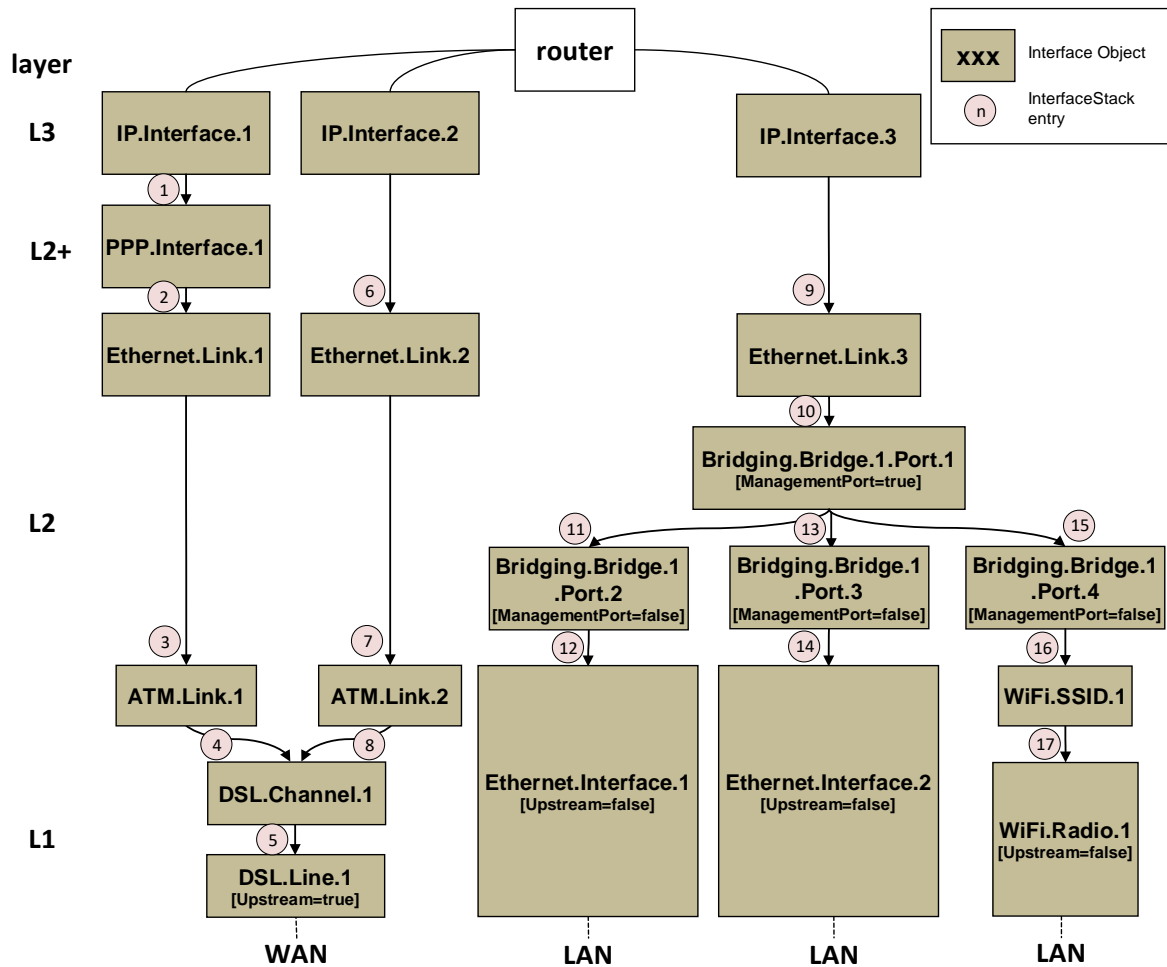 router
layer
xxx
Interface Object
n
InterfaceStack
entry
L3
IP.Interface.1
IP.Interface.2
IP.Interface.3
1
L2+
PPP.Interface.1
2
6
9
Ethernet.Link.1
Ethernet.Link.2
Ethernet.Link.3
10
Bridging.Bridge.1.Port.1
[ManagementPort=true]
L2
11
13
15
Bridging.Bridge.1
.Port.2
[ManagementPort=false]
Bridging.Bridge.1
.Port.3
[ManagementPort=false]
Bridging.Bridge.1
.Port.4
[ManagementPort=false]
3
7
12
14
16
ATM.Link.1
ATM.Link.2
WiFi.SSID.1
4
8
17
DSL.Channel.1
Ethernet.Interface.1
[Upstream=false]
Ethernet.Interface.2
[Upstream=false]
L1
5
WiFi.Radio.1
[Upstream=false]
DSL.Line.1
[Upstream=true]
WAN
LAN
LAN
LAN